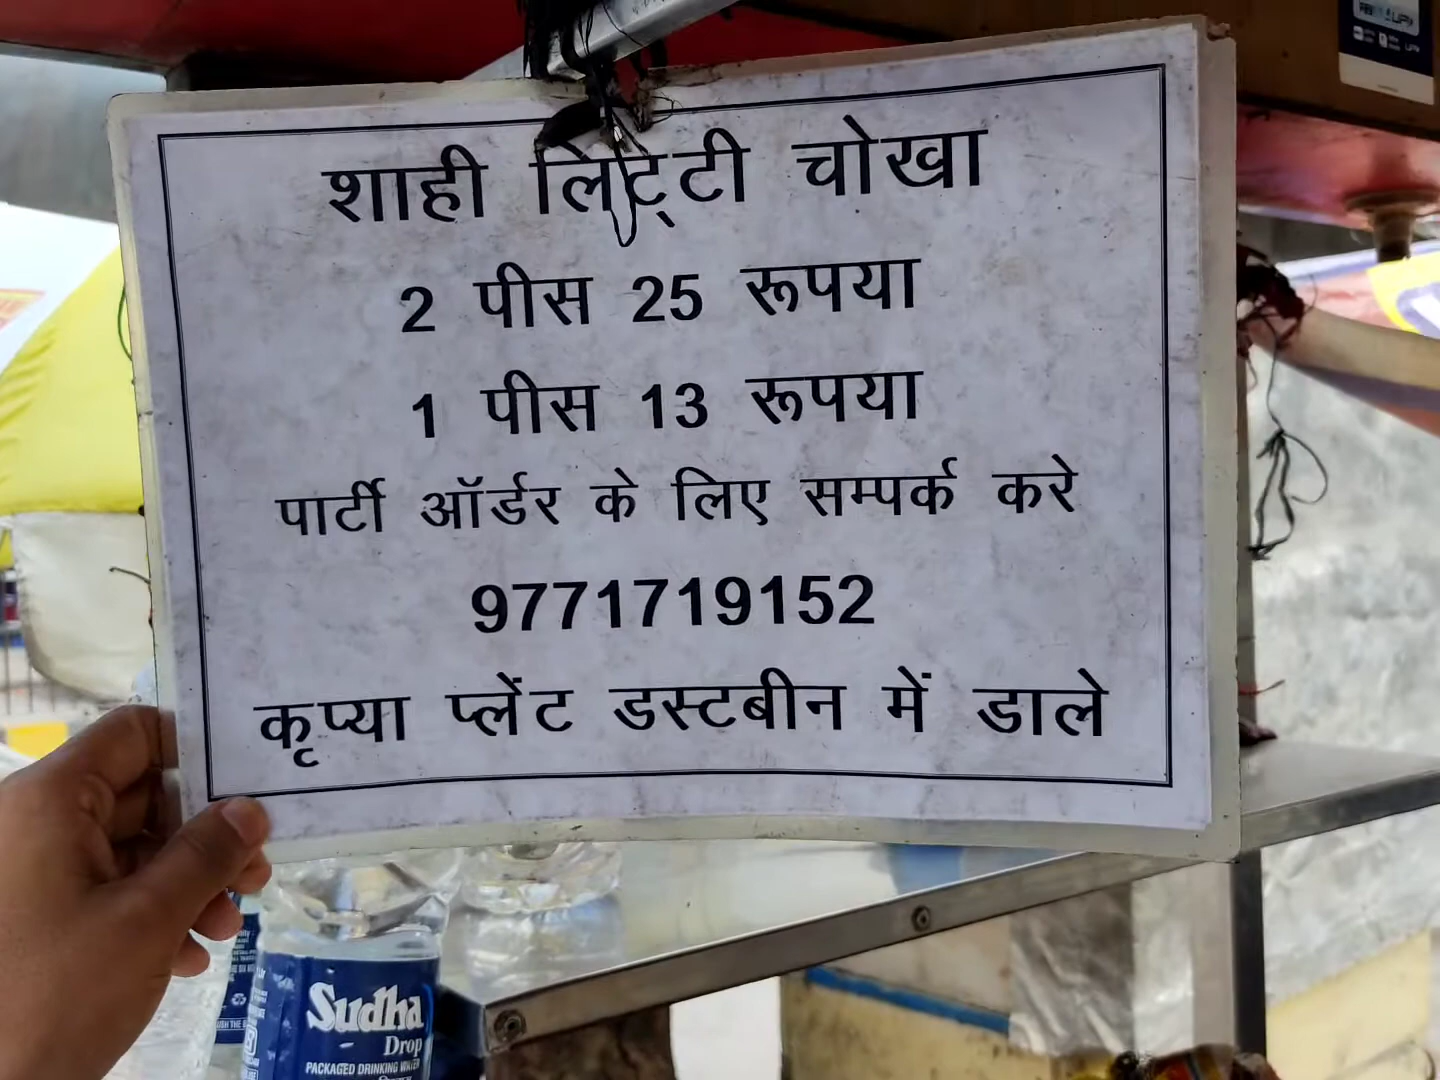 शाही लिट्टी चोखा
2 पीस 25 रूपया
1 पीस 13 रूपया
पार्टी ऑर्डर के लिए सम्पर्क करे
9771719152
कृप्या प्लेंट डस्टबीन में डाले
Sudha
Drop
PACKAGED DRINKING WATER